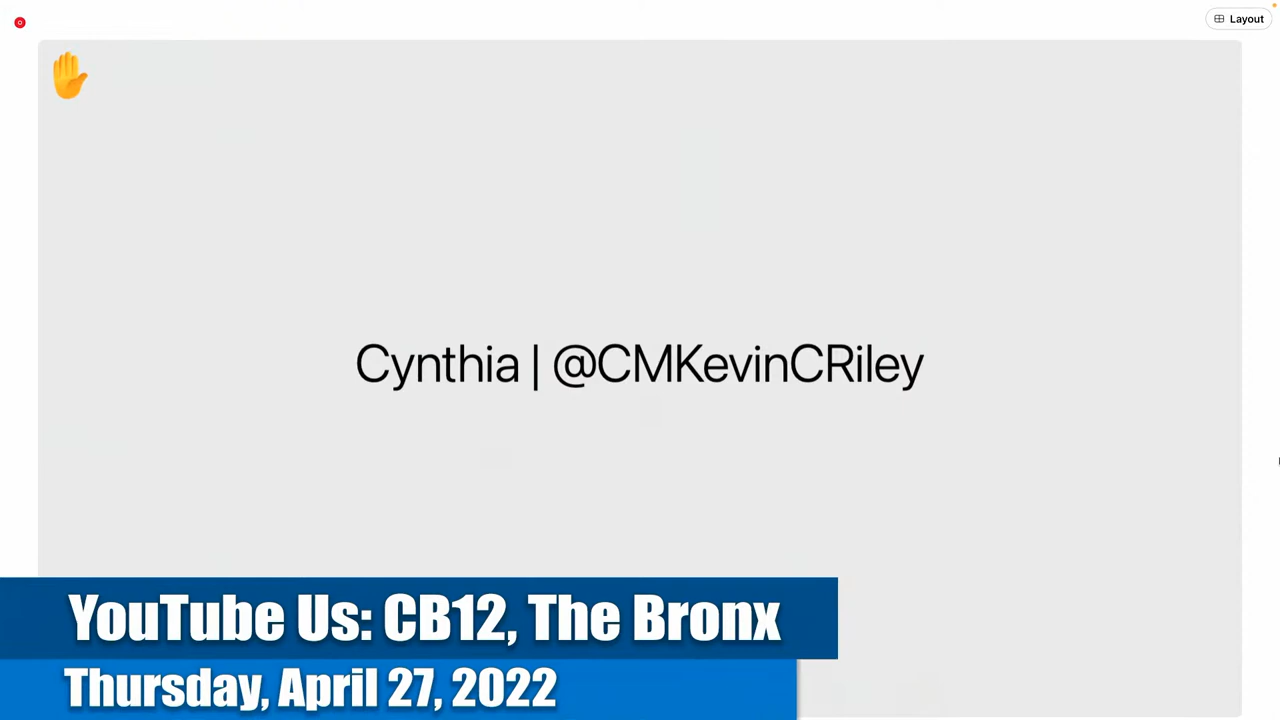 Layout
Cynthia | @CMKevinCRiley
YouTube Us: CB12, The Bronx
Thursday, April 27, 2022